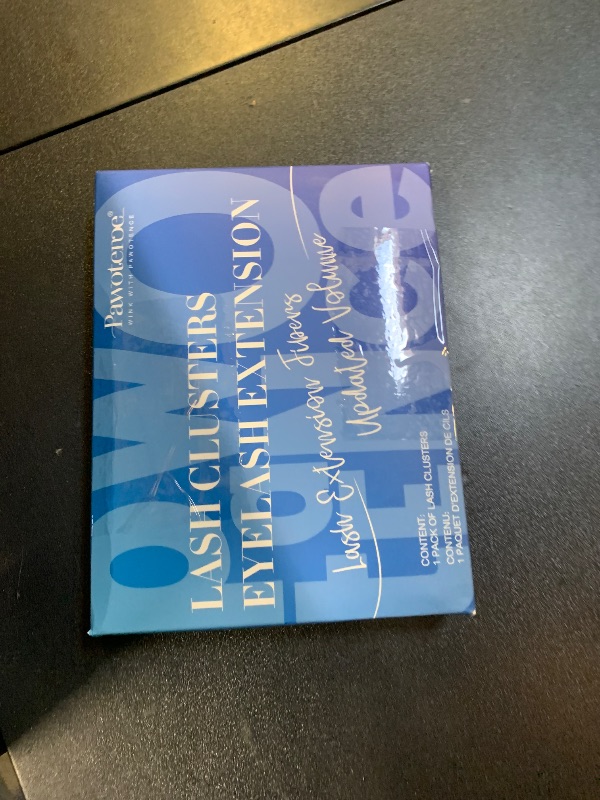 Pawotence®
WINK WITH PAWOTENCE
LASH CLUSTERS
EYELASH EXTENSION
Lash Extension Fibers
Updated Volume
CONTENT:
1 PACK OF LASH CLUSTERS
CONTENU:
1 PAQUET D'EXTENSION DE CILS